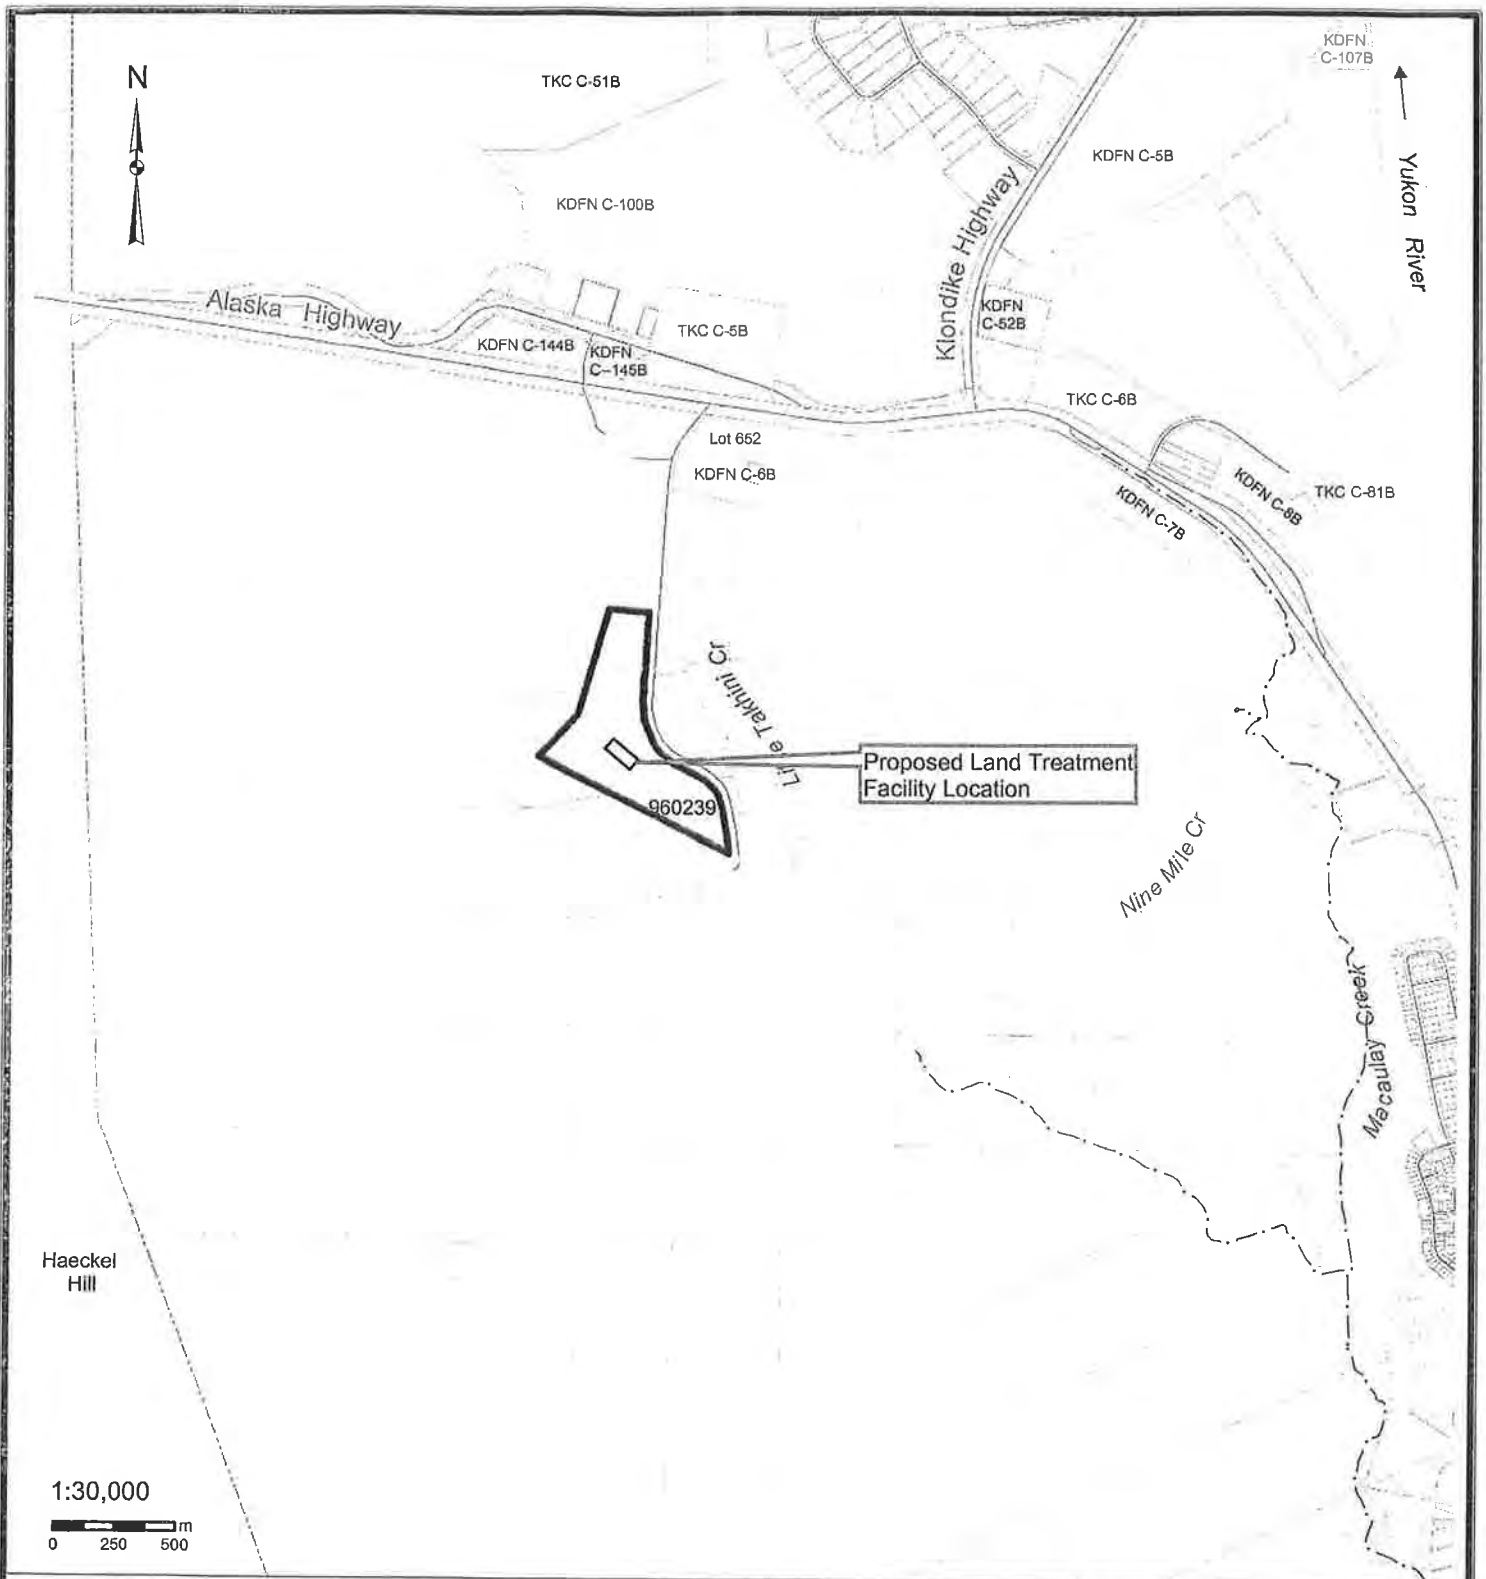 KDFN
C-107B
N
TKC C-51B
KDFN C-5B
Yukon River
KDFN C-100B
Klondike Highway
Alaska Highway
KDFN
C-52B
TKC C-5B
KDFN C-144B
KDFN
C-145B
TKC C-6B
Lot 652
KDFN C-6B
KDFN C-8B
TKC C-81B
KDFN C-7B
Takhini Cr
Proposed Land Treatment
Facility Location
960239
Nine Mile Cr
Macaulay Creek
Haeckel
Hill
1:30,000
m
0 250 500